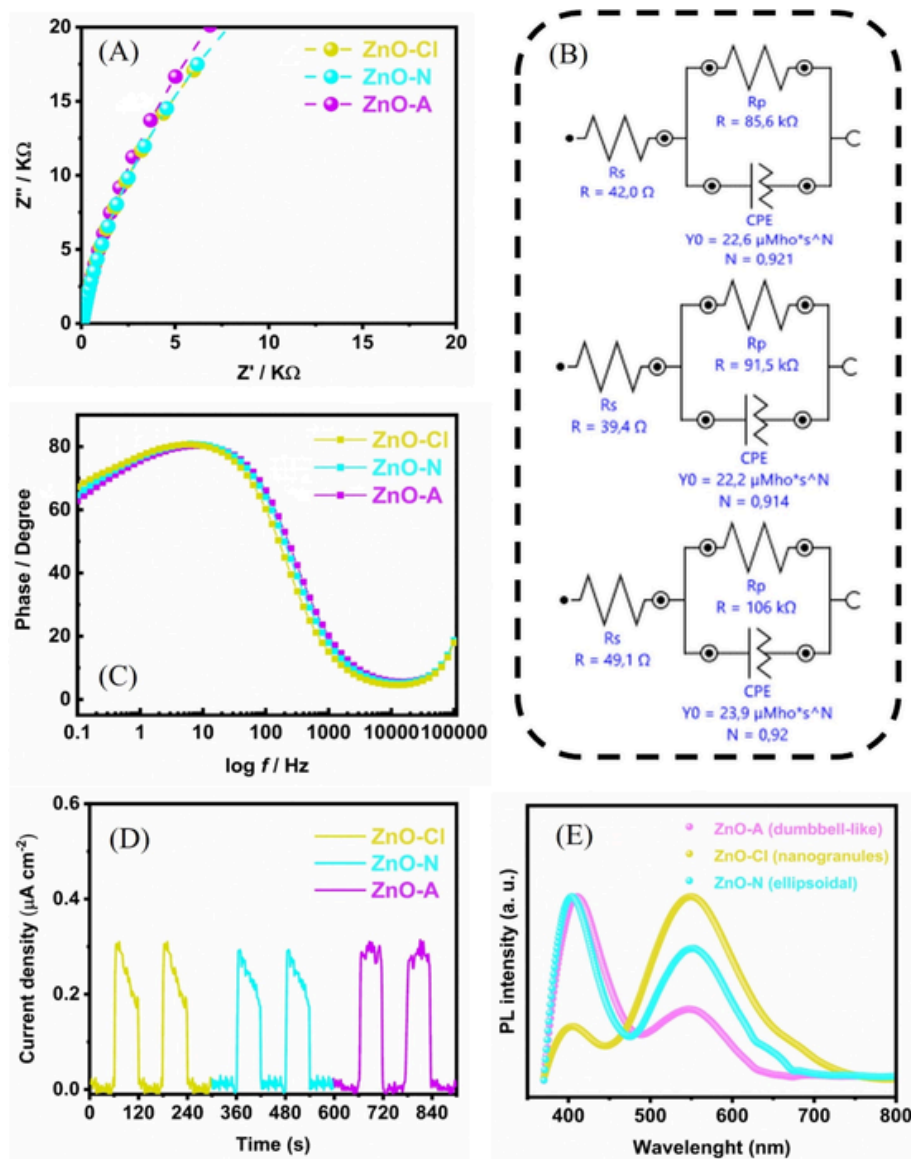 (A)
ZnO-Cl
ZnO-N
ZnO-A
Z'' / KΩ
20
15
10
5
0
0 5 10 15 20
Z' / KΩ
(B)
Rp
R = 85,6 kΩ
Rs
R = 42,0 Ω
CPE
Y0 = 22,6 µMho*s^N
N = 0,921
Rp
R = 91,5 kΩ
Rs
R = 39,4 Ω
CPE
Y0 = 22,2 µMho*s^N
N = 0,914
Rp
R = 106 kΩ
Rs
R = 49,1 Ω
CPE
Y0 = 23,9 µMho*s^N
N = 0,92
(C)
ZnO-Cl
ZnO-N
ZnO-A
Phase / Degree
80
60
40
20
0
0.1 1 10 100 1000 10000 100000
log f / Hz
(D)
ZnO-Cl
ZnO-N
ZnO-A
Current density (µA cm-2)
0.6
0.4
0.2
0.0
0 120 240 360 480 600 720 840
Time (s)
(E)
ZnO-A (dumbbell-like)
ZnO-Cl (nanogranules)
ZnO-N (ellipsoidal)
PL intensity (a. u.)
400 500 600 700 800
Wavelenght (nm)